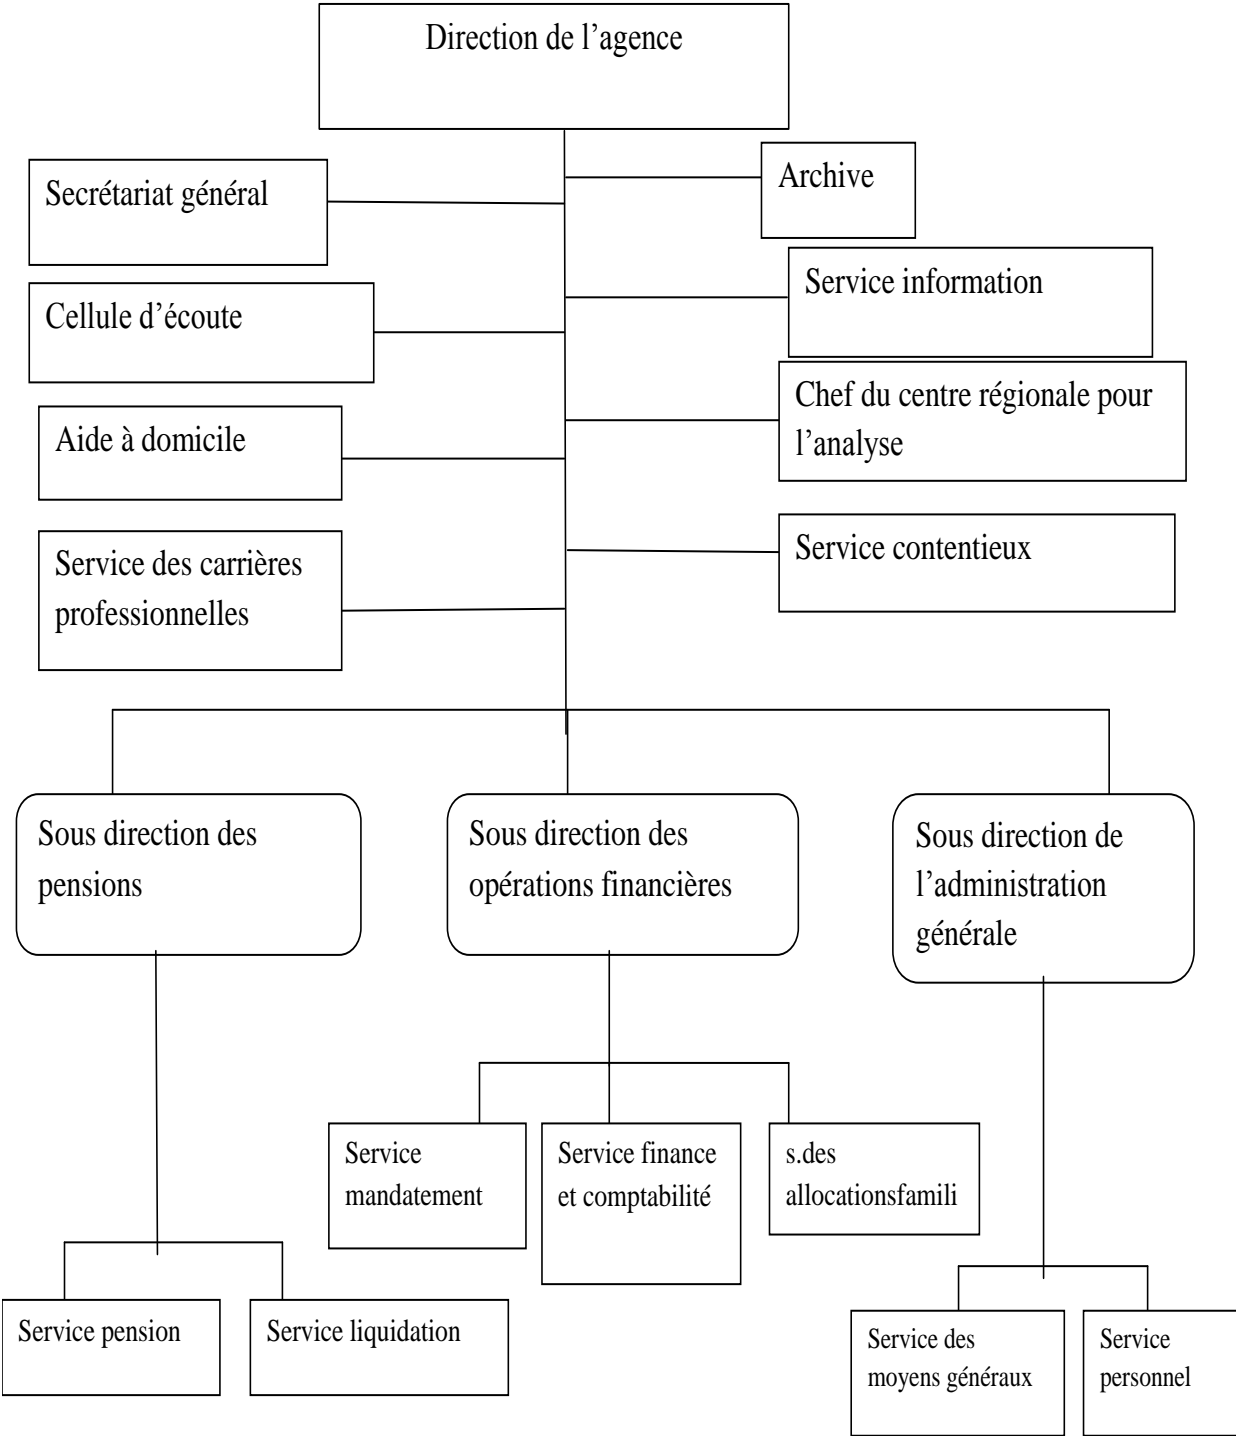 Direction de l’agence
Secrétariat général
Archive
Cellule d’écoute
Service information
Aide à domicile
Chef du centre régionale pour
l’analyse
Service des carrières
professionnelles
Service contentieux
Sous direction des
pensions
Sous direction des
opérations financières
Sous direction de
l’administration
générale
Service
mandatement
Service finance
et comptabilité
s.des
allocationsfamili
Service pension
Service liquidation
Service des
moyens généraux
Service
personnel